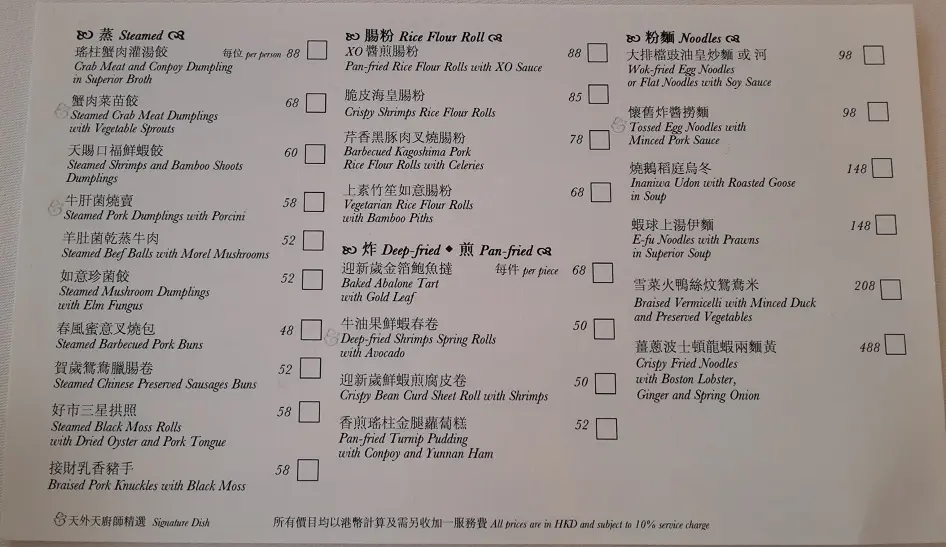 蒸 Steamed
瑤柱蟹肉灌湯餃 每位 per person 88
Crab Meat and Conpoy Dumpling
in Superior Broth
蟹肉菜苗餃 68
Steamed Crab Meat Dumplings
with Vegetable Sprouts
天賜口福鮮蝦餃 60
Steamed Shrimps and Bamboo Shoots
Dumplings
牛肝菌燒賣 58
Steamed Pork Dumplings with Porcini
羊肚菌乾蒸牛肉 52
Steamed Beef Balls with Morel Mushrooms
如意珍菌餃 52
Steamed Mushroom Dumplings
with Elm Fungus
春風蜜意叉燒包 48
Steamed Barbecued Pork Buns
賀歲鴛鴦臘腸卷 52
Steamed Chinese Preserved Sausages Buns
好市三星拱照 58
Steamed Black Moss Rolls
with Dried Oyster and Pork Tongue
接財乳香豬手 58
Braised Pork Knuckles with Black Moss
腸粉 Rice Flour Roll
XO 醬煎腸粉 88
Pan-fried Rice Flour Rolls with XO Sauce
脆皮海皇腸粉 85
Crispy Shrimps Rice Flour Rolls
芹香黑豚肉叉燒腸粉 78
Barbecued Kagoshima Pork
Rice Flour Rolls with Celeries
上素竹笙如意腸粉 68
Vegetarian Rice Flour Rolls
with Bamboo Piths
炸 Deep-fried ◆ 煎 Pan-fried
迎新歲金箔鮑魚撻 每件 per piece 68
Baked Abalone Tart
with Gold Leaf
牛油果鮮蝦春卷 50
Deep-fried Shrimps Spring Rolls
with Avocado
迎新歲鮮蝦煎腐皮卷 50
Crispy Bean Curd Sheet Roll with Shrimps
香煎瑤柱金腿蘿蔔糕 52
Pan-fried Turnip Pudding
with Conpoy and Yunnan Ham
粉麵 Noodles
大排檔豉油皇炒麵 或 河 98
Wok-fried Egg Noodles
or Flat Noodles with Soy Sauce
懷舊炸醬撈麵 98
Tossed Egg Noodles with
Minced Pork Sauce
燒鵝稻庭烏冬 148
Inaniwa Udon with Roasted Goose
in Soup
蝦球上湯伊麵 148
E-fu Noodles with Prawns
in Superior Soup
雪菜火鴨絲炆鴛鴦米 208
Braised Vermicelli with Minced Duck
and Preserved Vegetables
薑蔥波士頓龍蝦兩麵黃 488
Crispy Fried Noodles
with Boston Lobster,
Ginger and Spring Onion
天外天廚師精選 Signature Dish
所有價目均以港幣計算及需另收加一服務費 All prices are in HKD and subject to 10% service charge